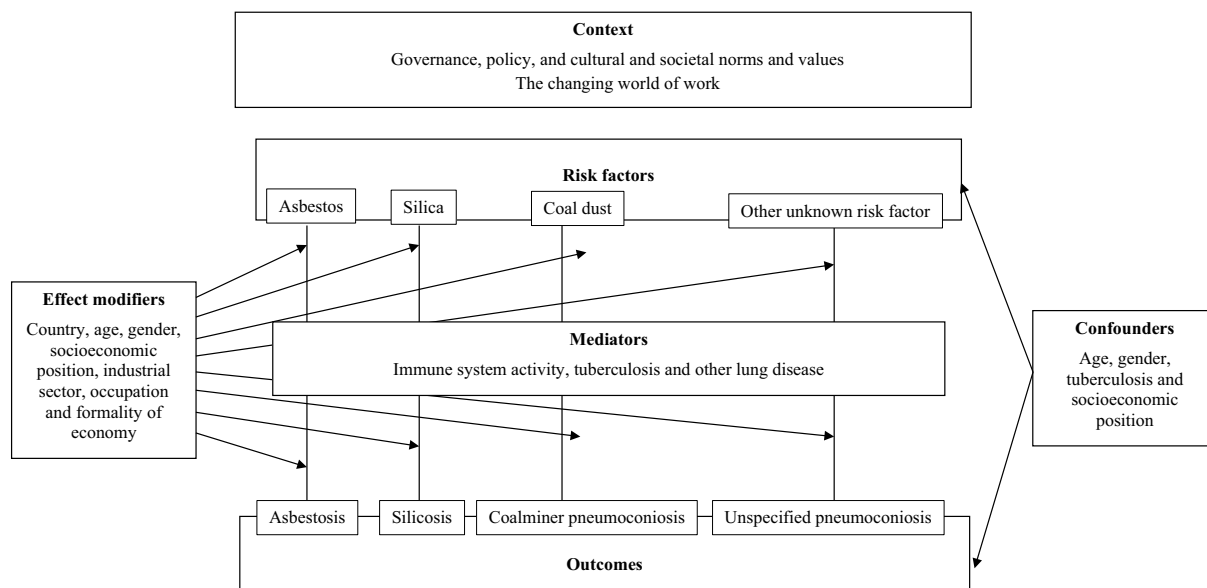 Context
Governance, policy, and cultural and societal norms and values
The changing world of work
Risk factors
Asbestos
Silica
Coal dust
Other unknown risk factor
Effect modifiers
Country, age, gender,
socioeconomic
position, industrial
sector, occupation
and formality of
economy
Mediators
Immune system activity, tuberculosis and other lung disease
Confounders
Age, gender,
tuberculosis and
socioeconomic
position
Asbestosis
Silicosis
Coalminer pneumoconiosis
Unspecified pneumoconiosis
Outcomes